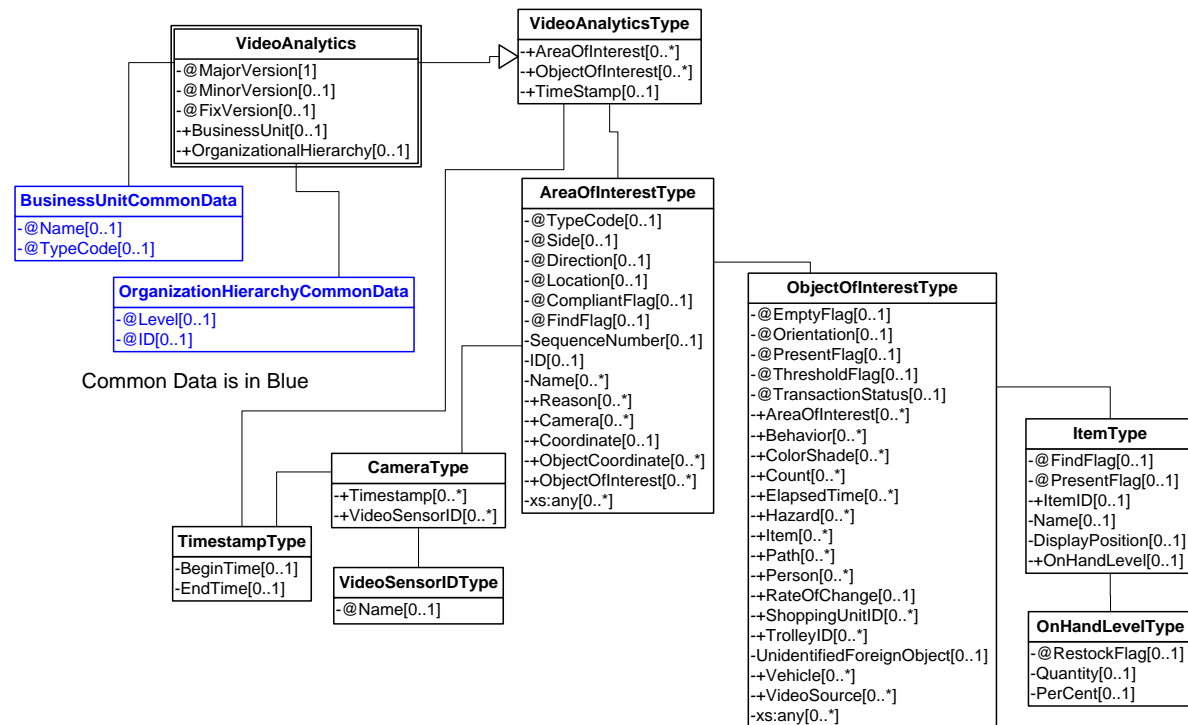 VideoAnalytics
-@MajorVersion[1]
-@MinorVersion[0..1]
-@FixVersion[0..1]
-+BusinessUnit[0..1]
-+OrganizationalHierarchy[0..1]
VideoAnalyticsType
-+AreaOfInterest[0..*]
-+ObjectOfInterest[0..*]
-+TimeStamp[0..1]
BusinessUnitCommonData
-@Name[0..1]
-@TypeCode[0..1]
OrganizationHierarchyCommonData
-@Level[0..1]
-@ID[0..1]
Common Data is in Blue
AreaOfInterestType
-@TypeCode[0..1]
-@Side[0..1]
-@Direction[0..1]
-@Location[0..1]
-@CompliantFlag[0..1]
-@FindFlag[0..1]
-SequenceNumber[0..1]
-ID[0..1]
-Name[0..*]
-+Reason[0..*]
-+Camera[0..*]
-+Coordinate[0..1]
-+ObjectCoordinate[0..*]
-+ObjectOfInterest[0..*]
-xs:any[0..*]
CameraType
-+Timestamp[0..*]
-+VideoSensorID[0..*]
TimestampType
-BeginTime[0..1]
-EndTime[0..1]
VideoSensorIDType
-@Name[0..1]
ObjectOfInterestType
-@EmptyFlag[0..1]
-@Orientation[0..1]
-@PresentFlag[0..1]
-@ThresholdFlag[0..1]
-@TransactionStatus[0..1]
-+AreaOfInterest[0..*]
-+Behavior[0..*]
-+ColorShade[0..*]
-+Count[0..*]
-+ElapsedTime[0..*]
-+Hazard[0..*]
-+Item[0..*]
-+Path[0..*]
-+Person[0..*]
-+RateOfChange[0..1]
-+ShoppingUnitID[0..*]
-+TrolleyID[0..*]
-UnidentifiedForeignObject[0..1]
-+Vehicle[0..*]
-+VideoSource[0..*]
-xs:any[0..*]
ItemType
-@FindFlag[0..1]
-@PresentFlag[0..1]
-+ItemID[0..1]
-Name[0..1]
-DisplayPosition[0..1]
-+OnHandLevel[0..1]
OnHandLevelType
-@RestockFlag[0..1]
-Quantity[0..1]
-PerCent[0..1]